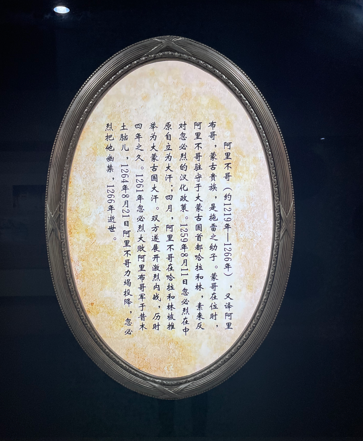 阿里不哥（约1219年—1266年），又译阿里
布哥，蒙古贵族，是拖雷之幼子。蒙哥在位时，
阿里不哥驻守于大蒙古国首都哈拉和林，素来反
对忽必烈的汉化政策。1259年8月11日忽必烈在中
原自立为大汗；四月，阿里不哥在哈拉和林被推
举为大蒙古国大汗。双方遂展开激烈内战，历时
四年之久。1261年忽必烈大败阿里布哥军于昔木
土脑儿，1264年8月21日阿里不哥力竭投降，忽必
烈把他幽禁，1266年逝世